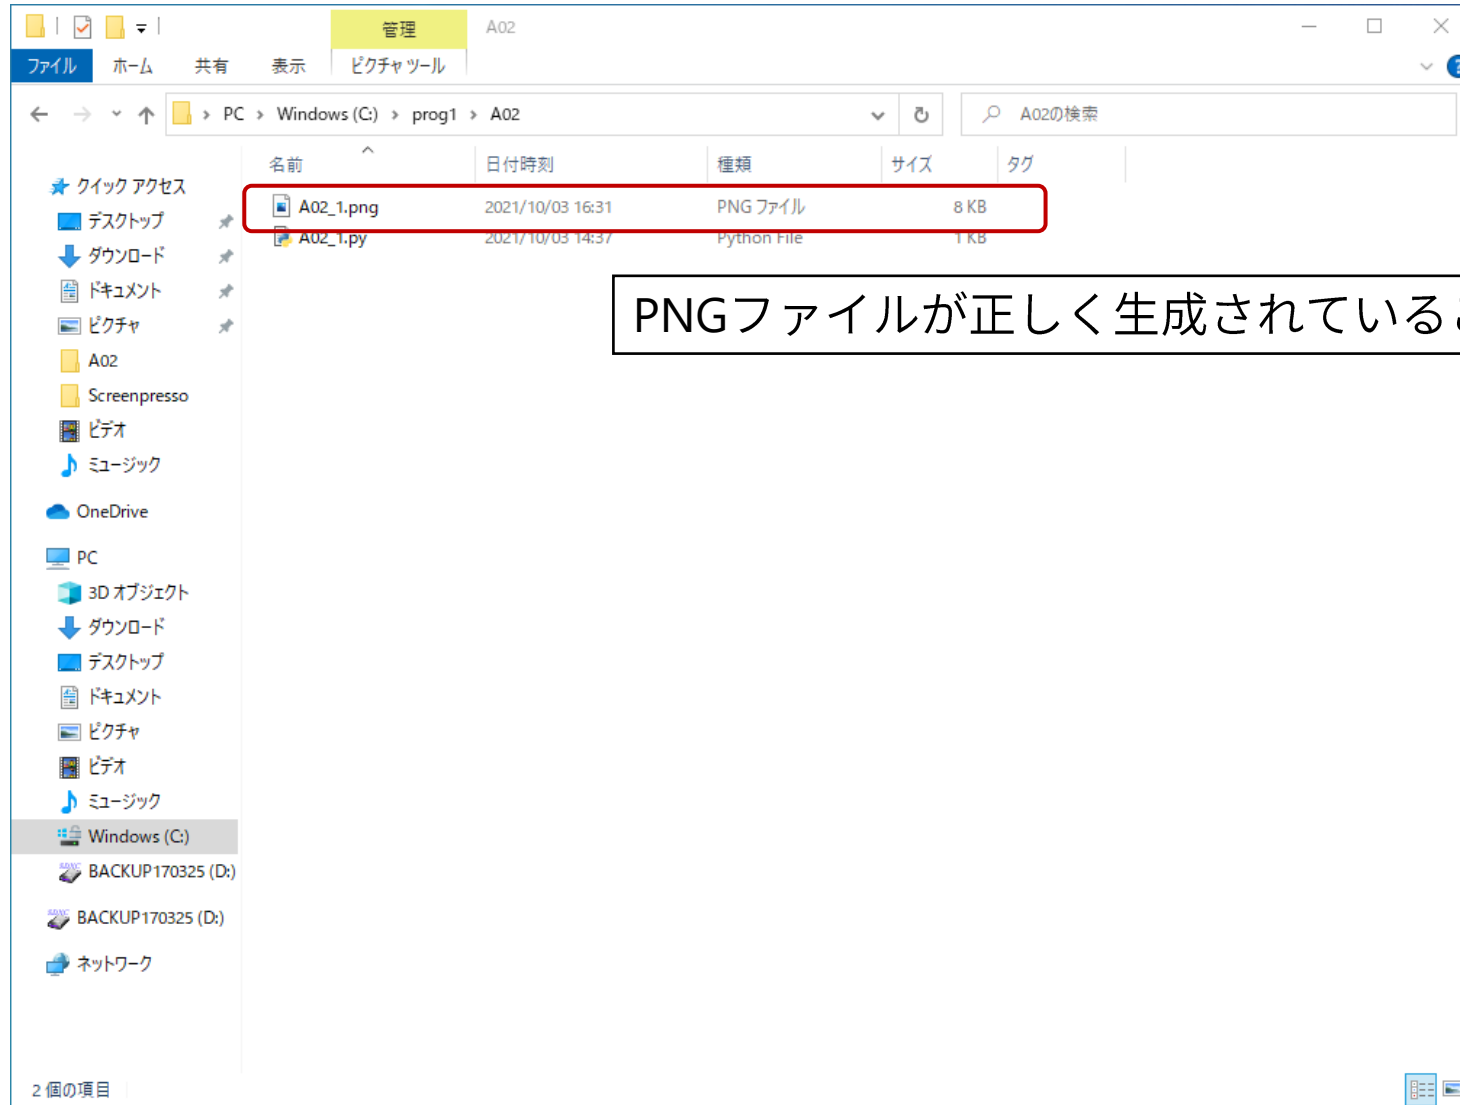 管理 A02
ファイル ホーム 共有 表示 ピクチャ ツール
PC › Windows (C:) › prog1 › A02 A02の検索
名前 日付時刻 種類 サイズ タグ
A02_1.png 2021/10/03 16:31 PNG ファイル 8 KB
A02_1.py 2021/10/03 14:37 Python File 1 KB
PNGファイルが正しく生成されている
クイック アクセス
デスクトップ
ダウンロード
ドキュメント
ピクチャ
A02
Screenpresso
ビデオ
ミュージック
OneDrive
PC
3D オブジェクト
ダウンロード
デスクトップ
ドキュメント
ピクチャ
ビデオ
ミュージック
Windows (C:)
BACKUP170325 (D:)
BACKUP170325 (D:)
ネットワーク
2 個の項目